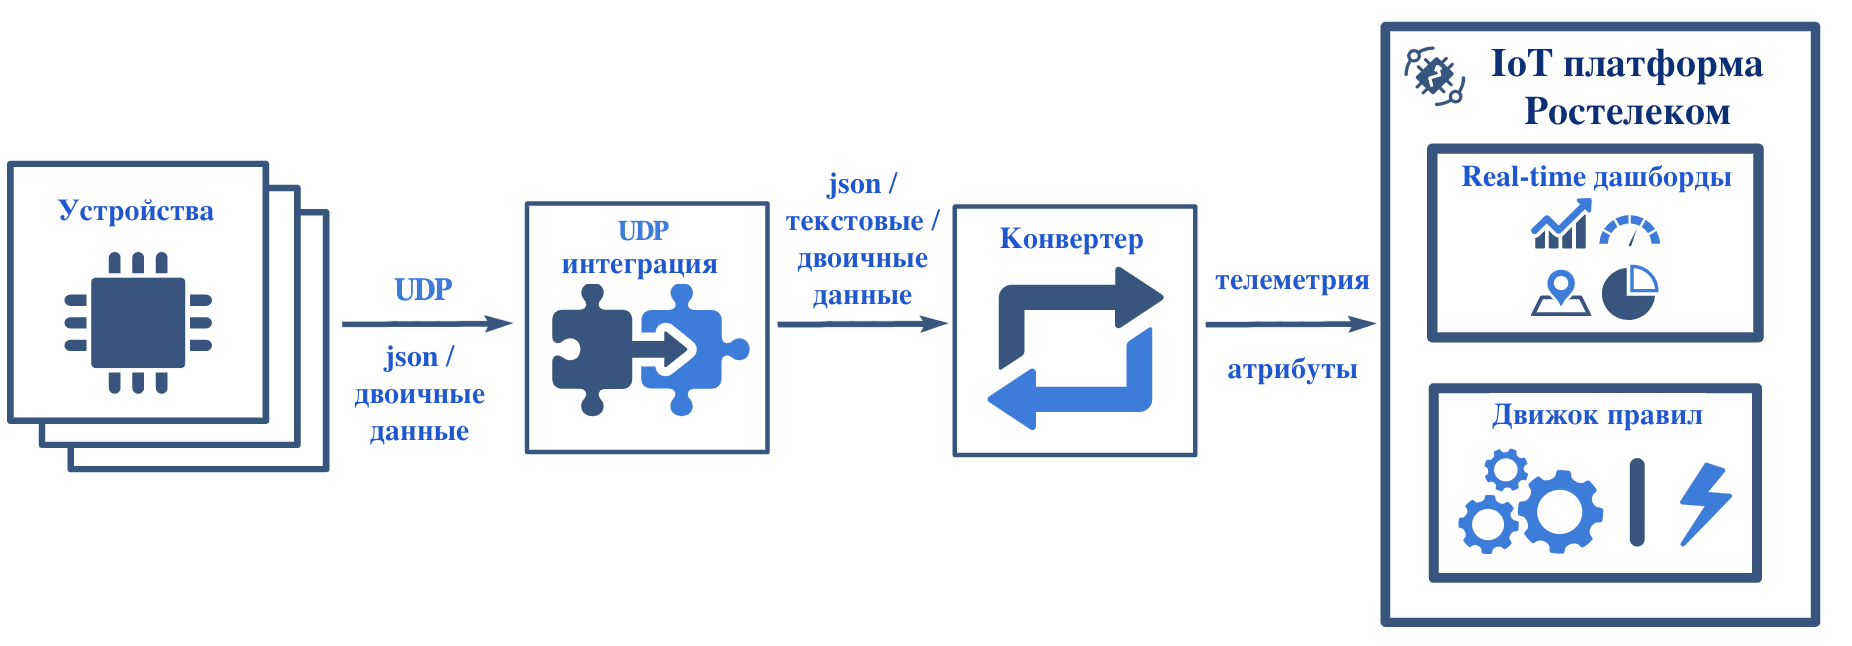 Устройства
UDP
json /
двоичные
данные
UDP
интеграция
json /
текстовые /
двоичные
данные
Конвертер
телеметрия
атрибуты
IoT платформа
Ростелеком
Real-time дашборды
Движок правил